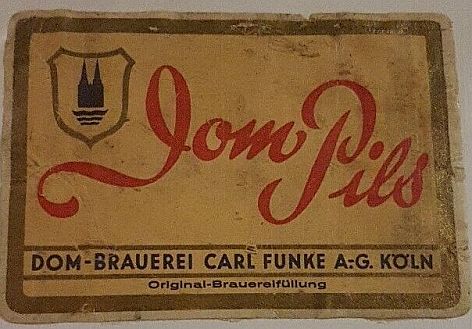 Dom Pils
DOM-BRAUEREI CARL FUNKE A.-G. KÖLN
Original-Brauereifüllung